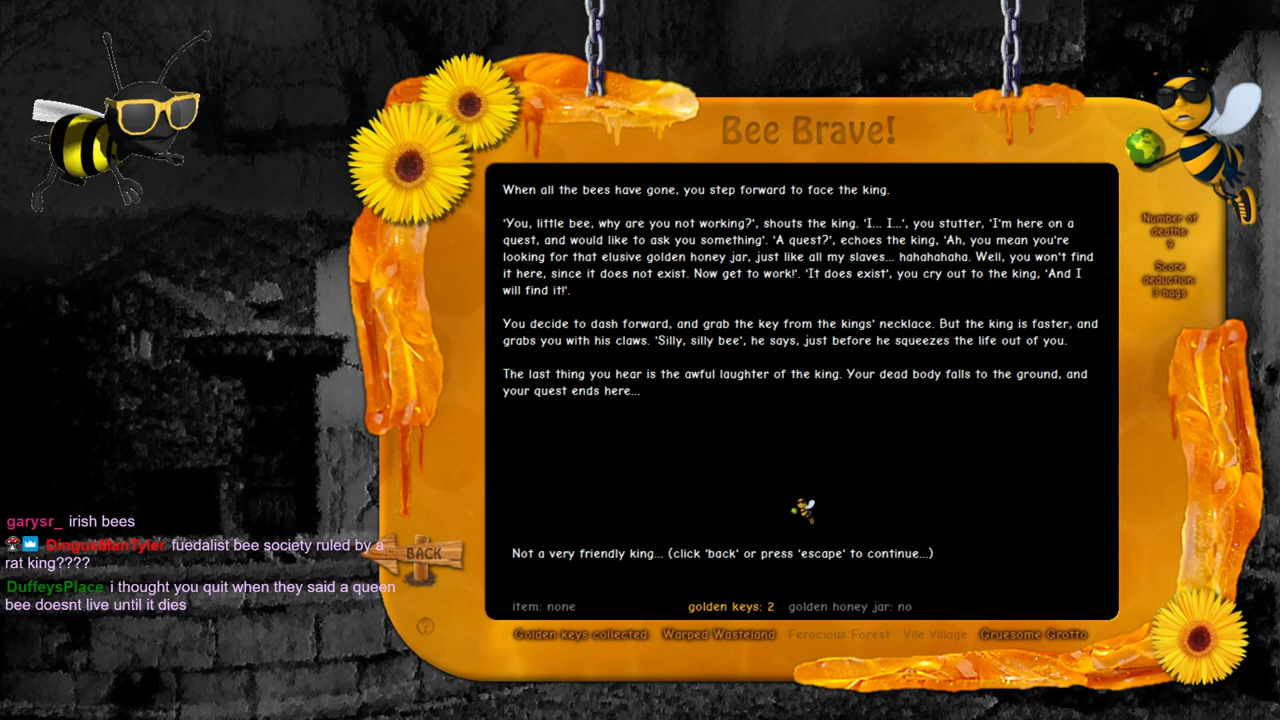 Bee Brave!
When all the bees have gone, you step forward to face the king.
'You, little bee, why are you not working?', shouts the king. 'I... I...', you stutter, 'I'm here on a
quest, and would like to ask you something'. 'A quest?', echoes the king, 'Ah, you mean you're
looking for that elusive golden honey jar, just like all my slaves... hahahahaha. Well, you won't find
it here, since it does not exist. Now get to work!'. 'It does exist', you cry out to the king, 'And I
will find it!'.
You decide to dash forward, and grab the key from the kings' necklace. But the king is faster, and
grabs you with his claws. 'Silly, silly bee', he says, just before he squeezes the life out of you.
The last thing you hear is the awful laughter of the king. Your dead body falls to the ground, and
your quest ends here...
Not a very friendly king... (click 'back' or press 'escape' to continue...)
item: none golden keys: 2 golden honey jar: no
Golden keys collected Warped Wasteland Ferocious Forest Vile Village Gruesome Grotto
Number of
deaths
9
Score
deduction:
3 bags
BACK
?
garysr_ irish bees
DingusManTyler fuedalist bee society ruled by a
rat king????
DuffeysPlace i thought you quit when they said a queen
bee doesnt live until it dies